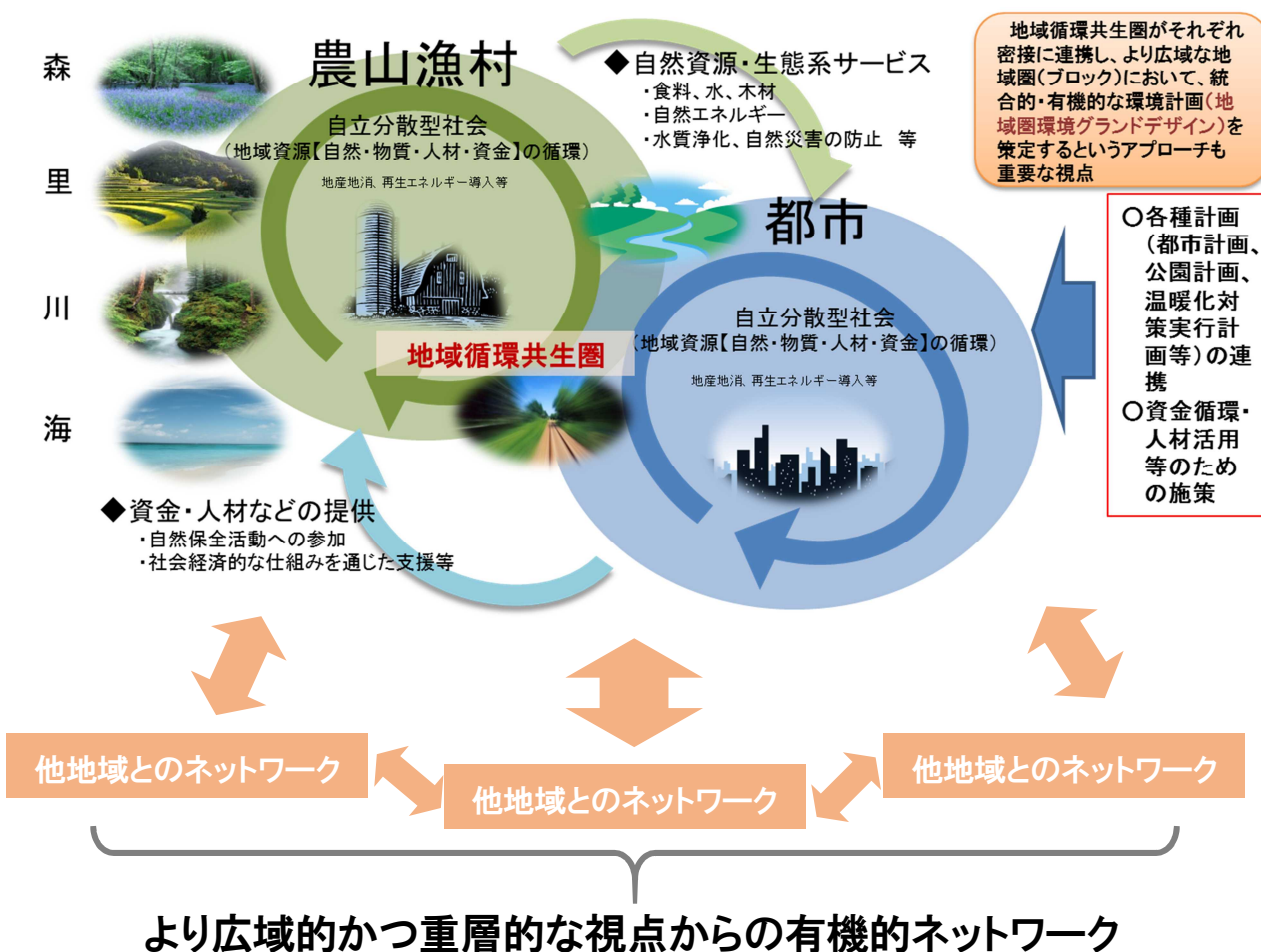 森
里
川
海
農山漁村
自立分散型社会
(地域資源【自然・物質・人材・資金】の循環)
地産地消、再生エネルギー導入等
◆自然資源・生態系サービス
・食料、水、木材
・自然エネルギー
・水質浄化、自然災害の防止 等
地域循環共生圏がそれぞれ
密接に連携し、より広域な地
域圏(ブロック)において、統
合的・有機的な環境計画(地
域圏環境グランドデザイン)を
策定するというアプローチも
重要な視点
都市
自立分散型社会
(地域資源【自然・物質・人材・資金】の循環)
地産地消、再生エネルギー導入等
地域循環共生圏
○各種計画
(都市計画、
公園計画、
温暖化対
策実行計
画等)の連
携
○資金循環・
人材活用
等のため
の施策
◆資金・人材などの提供
・自然保全活動への参加
・社会経済的な仕組みを通じた支援等
他地域とのネットワーク
他地域とのネットワーク
他地域とのネットワーク
より広域的かつ重層的な視点からの有機的ネットワーク